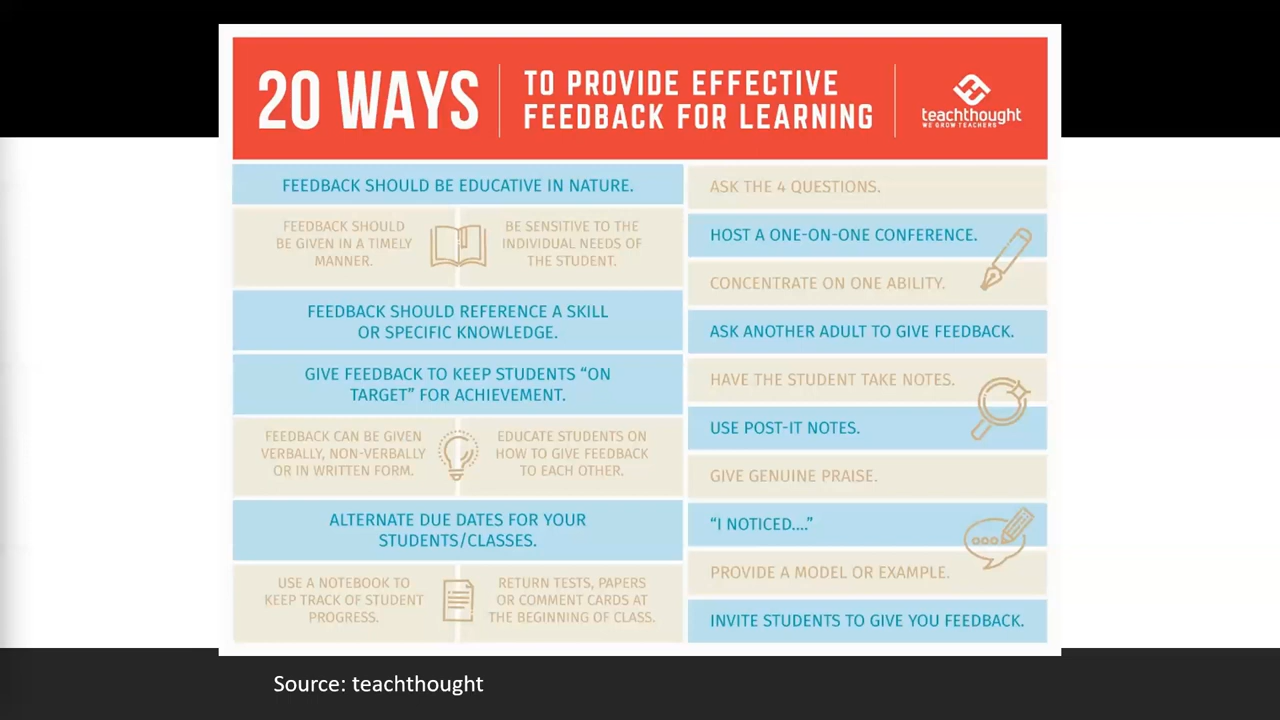 20 WAYS
TO PROVIDE EFFECTIVE
FEEDBACK FOR LEARNING
teachthought
WE GROW TEACHERS
FEEDBACK SHOULD BE EDUCATIVE IN NATURE.
FEEDBACK SHOULD
BE GIVEN IN A TIMELY
MANNER.
BE SENSITIVE TO THE
INDIVIDUAL NEEDS OF
THE STUDENT.
FEEDBACK SHOULD REFERENCE A SKILL
OR SPECIFIC KNOWLEDGE.
GIVE FEEDBACK TO KEEP STUDENTS “ON
TARGET” FOR ACHIEVEMENT.
FEEDBACK CAN BE GIVEN
VERBALLY, NON-VERBALLY
OR IN WRITTEN FORM.
EDUCATE STUDENTS ON
HOW TO GIVE FEEDBACK
TO EACH OTHER.
ALTERNATE DUE DATES FOR YOUR
STUDENTS/CLASSES.
USE A NOTEBOOK TO
KEEP TRACK OF STUDENT
PROGRESS.
RETURN TESTS, PAPERS
OR COMMENT CARDS AT
THE BEGINNING OF CLASS.
ASK THE 4 QUESTIONS.
HOST A ONE-ON-ONE CONFERENCE.
CONCENTRATE ON ONE ABILITY.
ASK ANOTHER ADULT TO GIVE FEEDBACK.
HAVE THE STUDENT TAKE NOTES.
USE POST-IT NOTES.
GIVE GENUINE PRAISE.
“I NOTICED....”
PROVIDE A MODEL OR EXAMPLE.
INVITE STUDENTS TO GIVE YOU FEEDBACK.
Source: teachthought